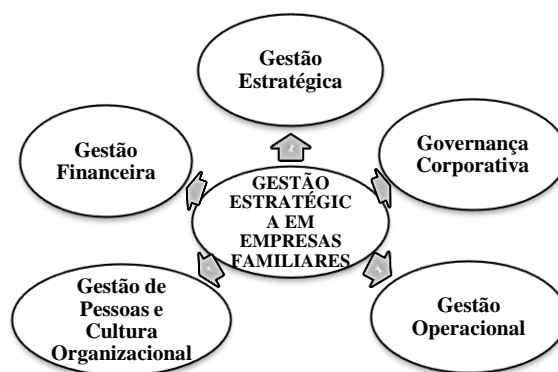 Gestão
Estratégica
Gestão
Financeira
Governança
Corporativa
GESTÃO
ESTRATÉGIC
A EM
EMPRESAS
FAMILIARES
Gestão de
Pessoas e
Cultura
Organizacional
Gestão
Operacional